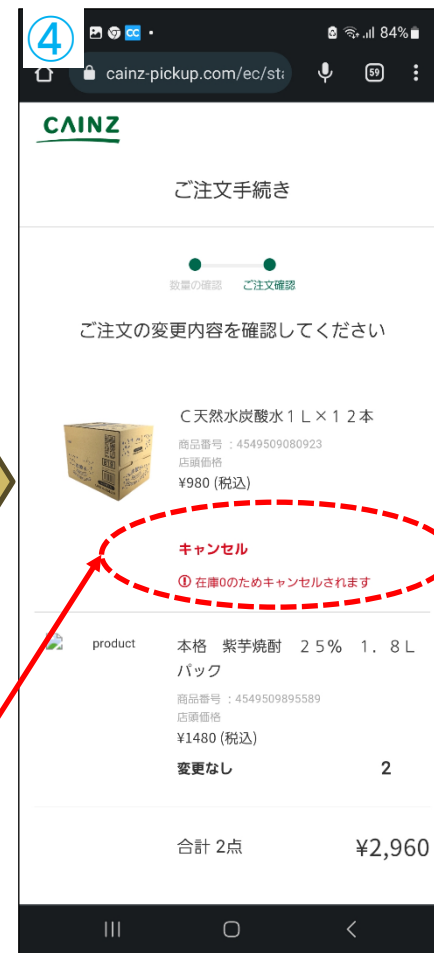 ④
CC
84%
cainz-pickup.com/ec/sta
59
CAINZ
ご注文手続き
数量の確認 ご注文確認
ご注文の変更内容を確認してください
C天然水炭酸水1L×12本
商品番号 : 4549509080923
店頭価格
¥980 (税込)
キャンセル
① 在庫0のためキャンセルされます
product
本格 紫芋焼酎 25% 1.8L
パック
商品番号 : 4549509895589
店頭価格
¥1480 (税込)
変更なし 2
合計 2点 ¥2,960